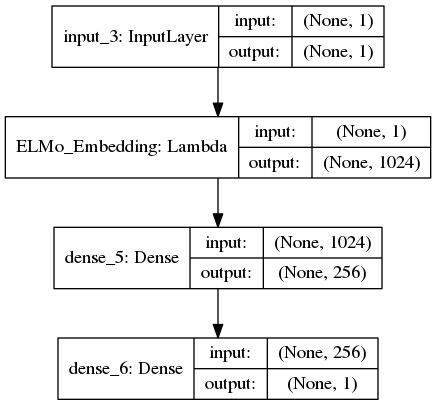 input_3: InputLayer
input: (None, 1)
output: (None, 1)
ELMo_Embedding: Lambda
input: (None, 1)
output: (None, 1024)
dense_5: Dense
input: (None, 1024)
output: (None, 256)
dense_6: Dense
input: (None, 256)
output: (None, 1)